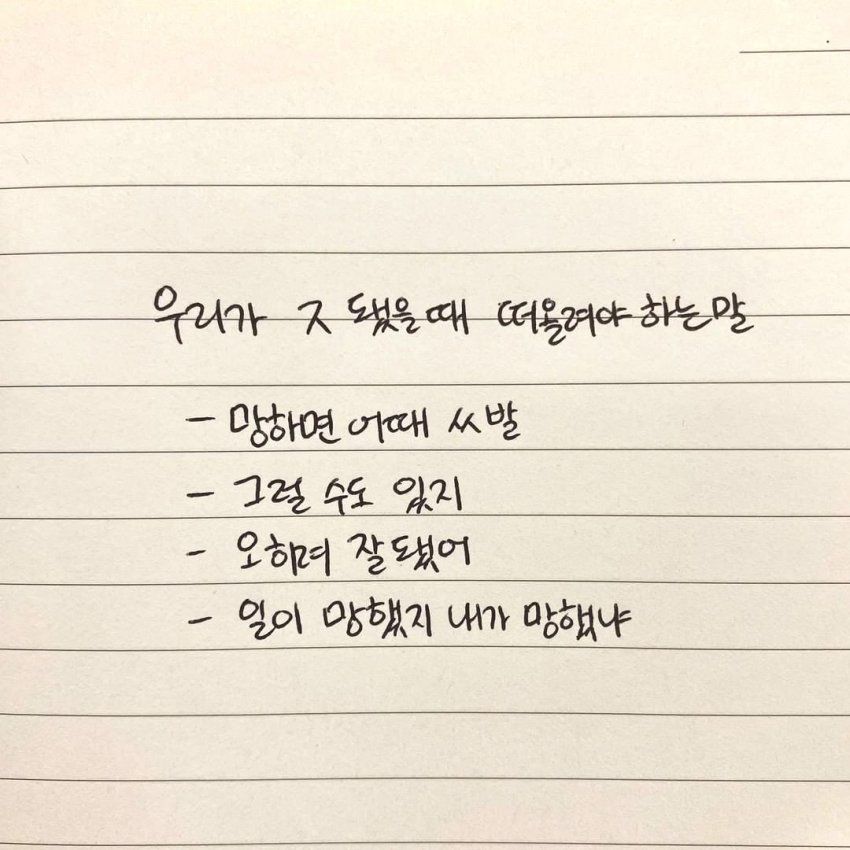 우리가 ㅈ 됐을 때 떠올려야 하는 말
- 망하면 어때 씨발
- 그럴 수도 있지
- 오히려 잘됐어
- 일이 망했지 내가 망했냐